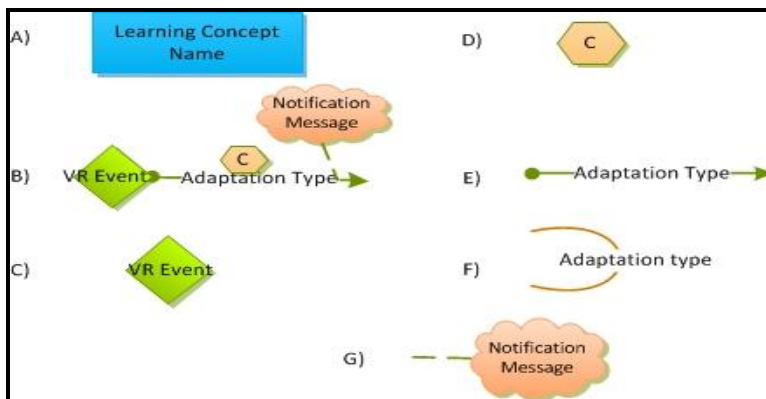 A)
Learning Concept
Name
D)
C
Notification
Message
B)
VR Event
C
Adaptation Type
E)
Adaptation Type
C)
VR Event
F)
Adaptation type
G)
Notification
Message